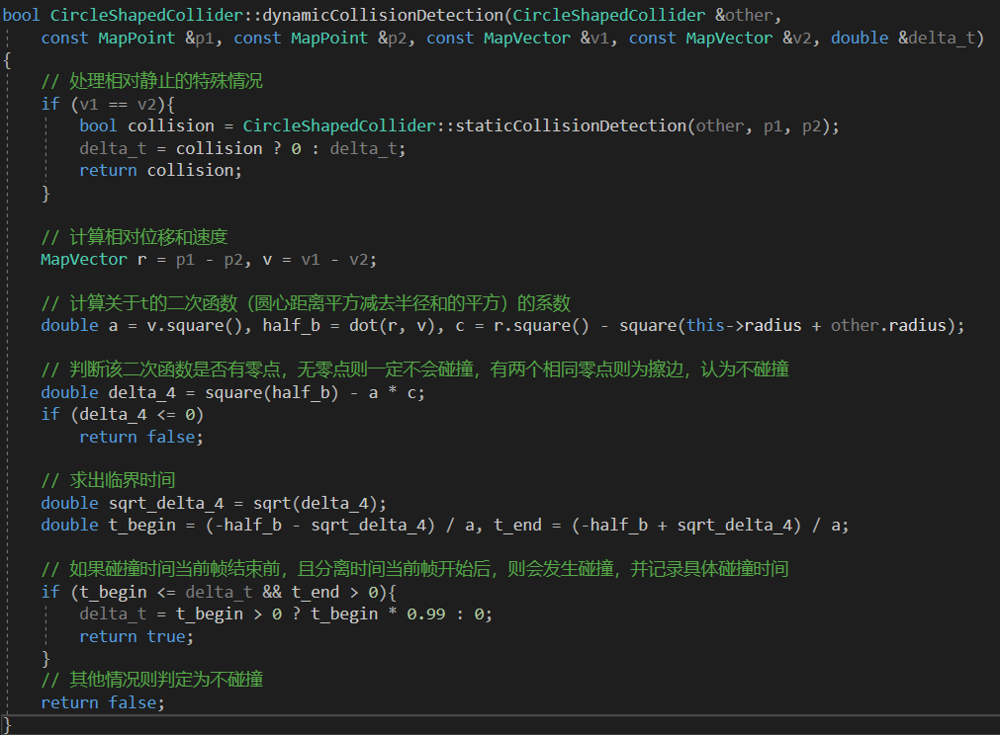 bool CircleShapedCollider::dynamicCollisionDetection(CircleShapedCollider &other,
    const MapPoint &p1, const MapPoint &p2, const MapVector &v1, const MapVector &v2, double &delta_t)
{
    // 处理相对静止的特殊情况
    if (v1 == v2){
        bool collision = CircleShapedCollider::staticCollisionDetection(other, p1, p2);
        delta_t = collision ? 0 : delta_t;
        return collision;
    }
    // 计算相对位移和速度
    MapVector r = p1 - p2, v = v1 - v2;
    // 计算关于t的二次函数（圆心距离平方减去半径和的平方）的系数
    double a = v.square(), half_b = dot(r, v), c = r.square() - square(this->radius + other.radius);
    // 判断该二次函数是否有零点，无零点则一定不会碰撞，有两个相同零点则为擦边，认为不碰撞
    double delta_4 = square(half_b) - a * c;
    if (delta_4 <= 0)
        return false;
    // 求出临界时间
    double sqrt_delta_4 = sqrt(delta_4);
    double t_begin = (-half_b - sqrt_delta_4) / a, t_end = (-half_b + sqrt_delta_4) / a;
    // 如果碰撞时间当前帧结束前，且分离时间当前帧开始后，则会发生碰撞，并记录具体碰撞时间
    if (t_begin <= delta_t && t_end > 0){
        delta_t = t_begin > 0 ? t_begin * 0.99 : 0;
        return true;
    }
    // 其他情况则判定为不碰撞
    return false;
}